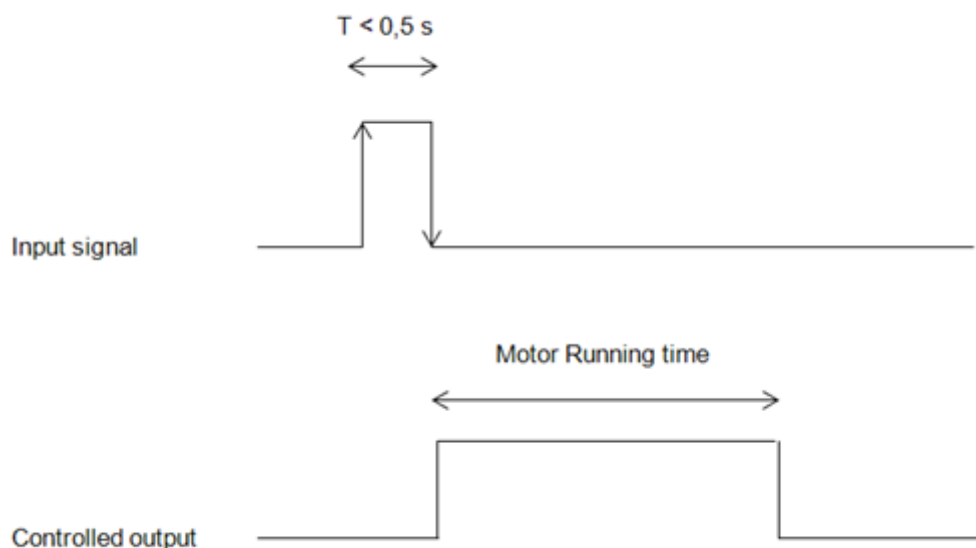 T < 0,5 s
Input signal
Motor Running time
Controlled output